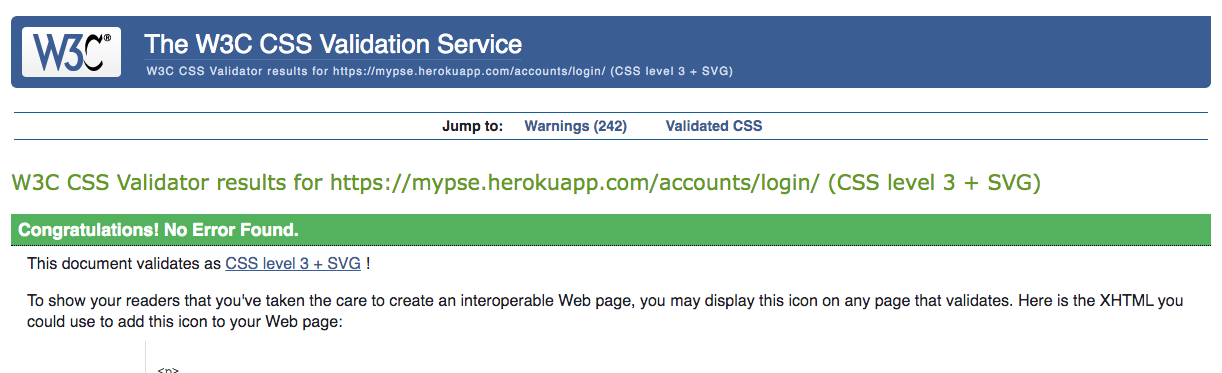 W3C®
The W3C CSS Validation Service
W3C CSS Validator results for https://mypse.herokuapp.com/accounts/login/ (CSS level 3 + SVG)
Jump to: Warnings (242) Validated CSS
W3C CSS Validator results for https://mypse.herokuapp.com/accounts/login/ (CSS level 3 + SVG)
Congratulations! No Error Found.
This document validates as CSS level 3 + SVG !
To show your readers that you've taken the care to create an interoperable Web page, you may display this icon on any page that validates. Here is the XHTML you
could use to add this icon to your Web page:
<p>